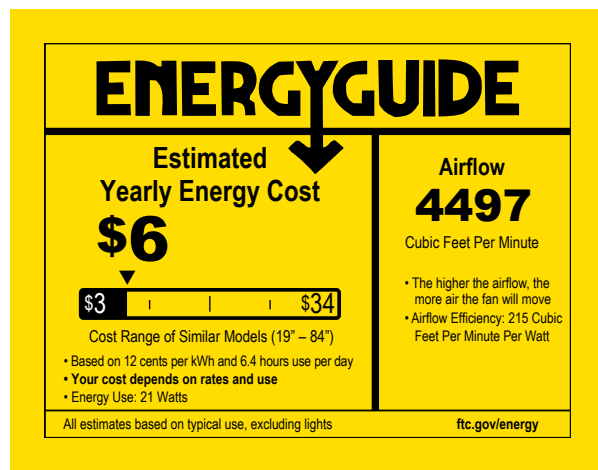 ENERGYGUIDE
Estimated
Yearly Energy Cost
$6
$3
$34
Cost Range of Similar Models (19” – 84”)
• Based on 12 cents per kWh and 6.4 hours use per day
• Your cost depends on rates and use
• Energy Use: 21 Watts
Airflow
4497
Cubic Feet Per Minute
• The higher the airflow, the
more air the fan will move
• Airflow Efficiency: 215 Cubic
Feet Per Minute Per Watt
All estimates based on typical use, excluding lights
ftc.gov/energy